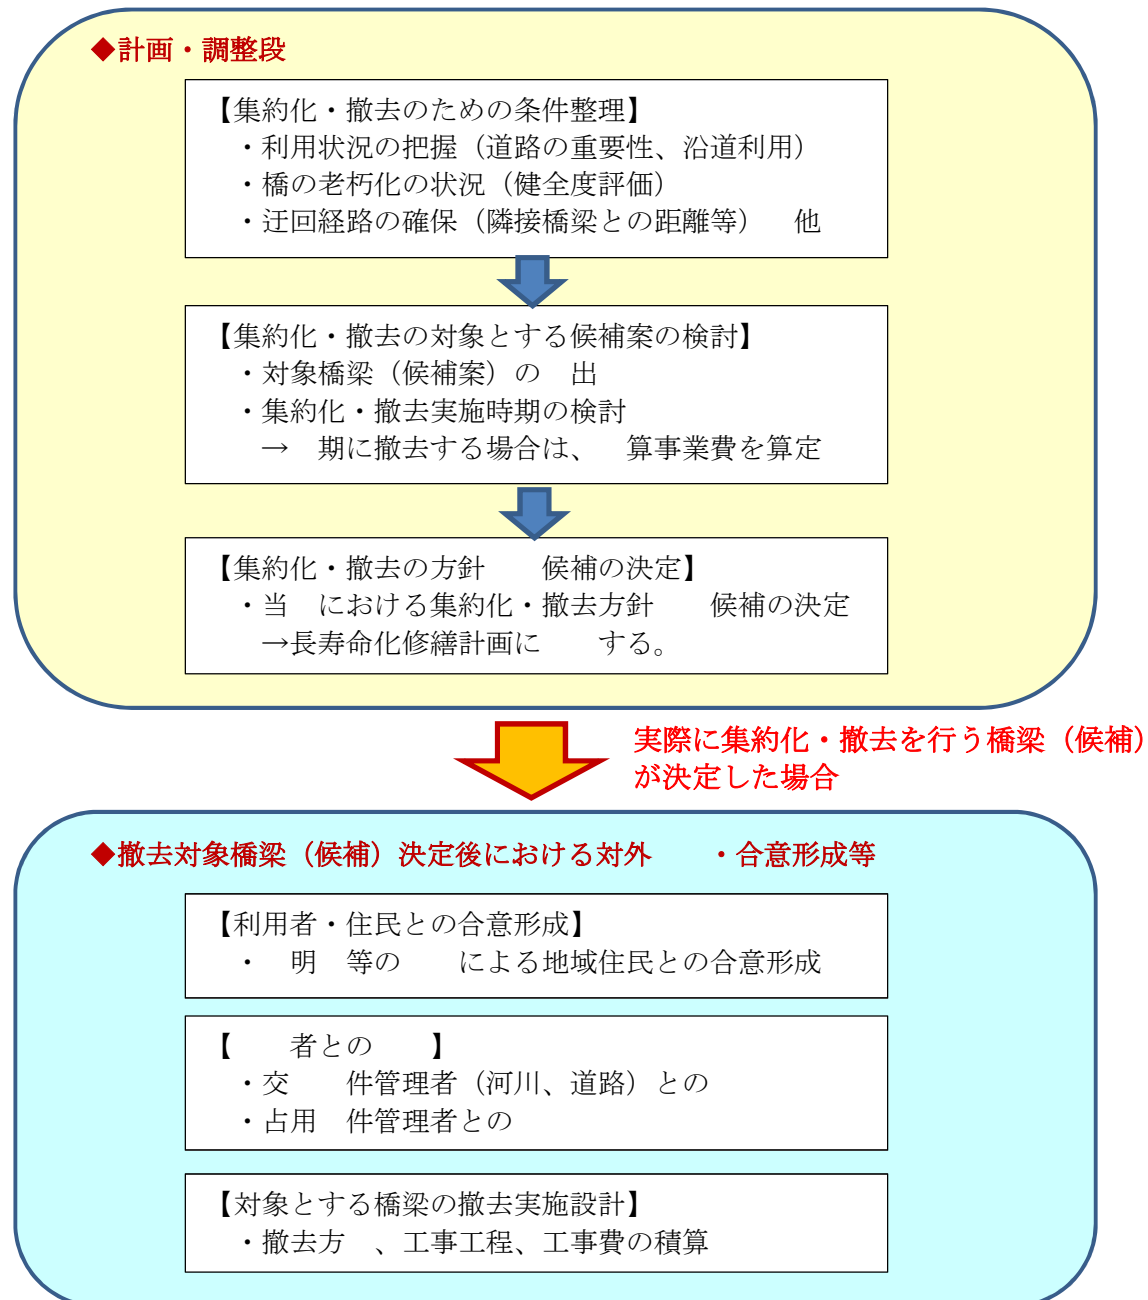 ◆計画・調整段
【集約化・撤去のための条件整理】
・利用状況の把握（道路の重要性、沿道利用）
・橋の老朽化の状況（健全度評価）
・迂回経路の確保（隣接橋梁との距離等）　他
【集約化・撤去の対象とする候補案の検討】
・対象橋梁（候補案）の　出
・集約化・撤去実施時期の検討
→　期に撤去する場合は、　算事業費を算定
【集約化・撤去の方針　　候補の決定】
・当　における集約化・撤去方針　　候補の決定
→長寿命化修繕計画に　　する。
実際に集約化・撤去を行う橋梁（候補）
が決定した場合
◆撤去対象橋梁（候補）決定後における対外　　・合意形成等
【利用者・住民との合意形成】
・　明　等の　　による地域住民との合意形成
【　　者との　　】
・交　　件管理者（河川、道路）との
・占用　件管理者との
【対象とする橋梁の撤去実施設計】
・撤去方　、工事工程、工事費の積算